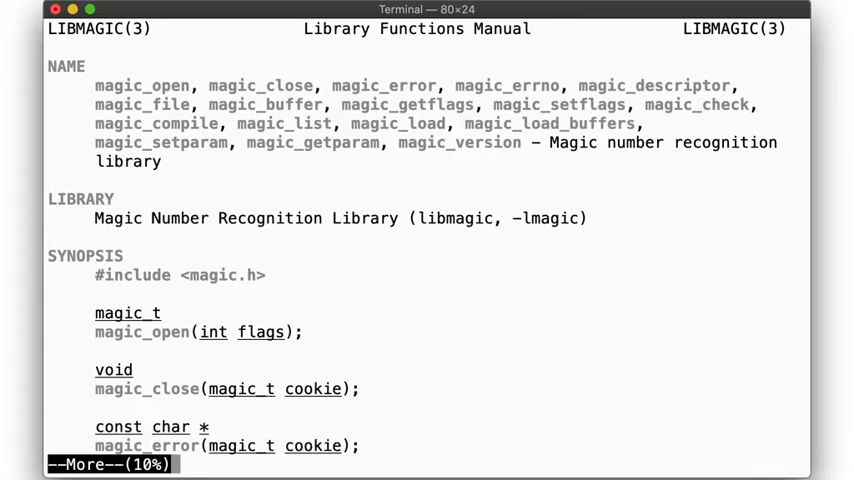 Terminal — 80×24
LIBMAGIC(3) Library Functions Manual LIBMAGIC(3)
NAME
magic_open, magic_close, magic_error, magic_errno, magic_descriptor,
magic_file, magic_buffer, magic_getflags, magic_setflags, magic_check,
magic_compile, magic_list, magic_load, magic_load_buffers,
magic_setparam, magic_getparam, magic_version – Magic number recognition
library
LIBRARY
Magic Number Recognition Library (libmagic, -lmagic)
SYNOPSIS
#include <magic.h>
magic_t
magic_open(int flags);
void
magic_close(magic_t cookie);
const char *
magic_error(magic_t cookie);
--More--(10%)